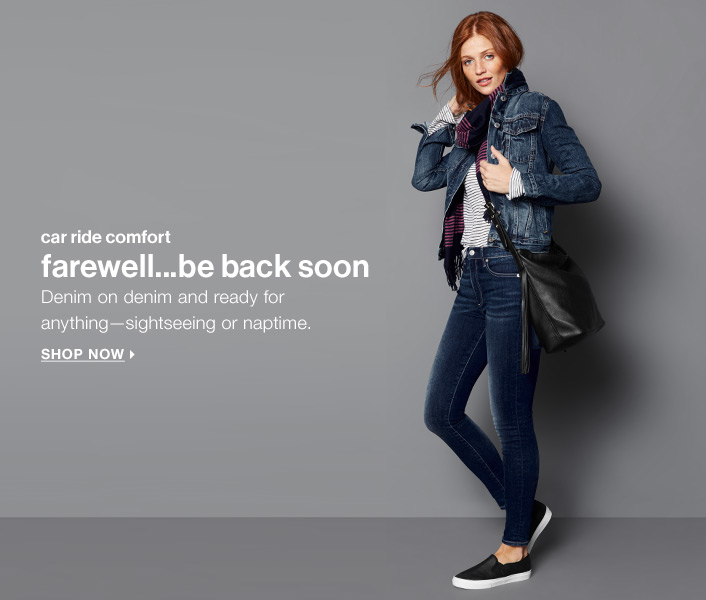 car ride comfort
farewell...be back soon
Denim on denim and ready for
anything—sightseeing or naptime.
SHOP NOW